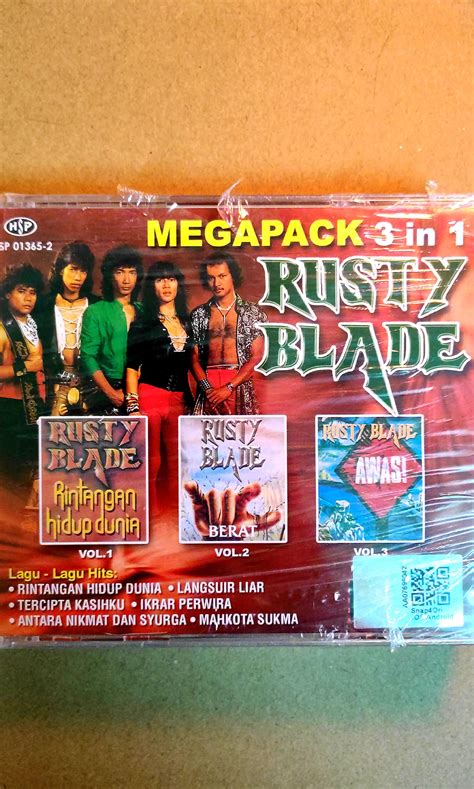 HSP
SP 01365-2
MEGAPACK 3 in 1
RUSTY
BLADE
RUSTY
BLADE
Rintangan
hidup dunia
VOL.1
RUSTY
BLADE
BERAT
VOL.2
RUSTY BLADE
AWAS!
VOL.3
Lagu - Lagu Hits:
• RINTANGAN HIDUP DUNIA • LANGSUIR LIAR
• TERCIPTA KASIHKU • IKRAR PERWIRA
• ANTARA NIKMAT DAN SYURGA • MAHKOTA SUKMA